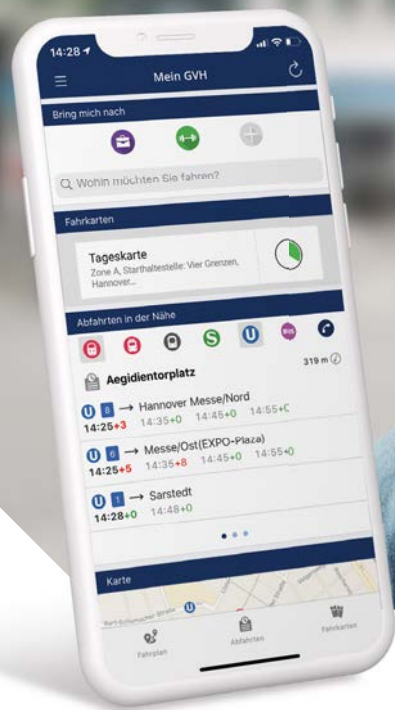 14:28
Mein GVH
Bring mich nach
Wohin möchten Sie fahren?
Fahrkarten
Tageskarte
Zone A, Starthaltestelle: Vier Grenzen,
Hannover...
Abfahrten in der Nähe
S U BUS
Aegidientorplatz 319 m
U 8 → Hannover Messe/Nord
14:25+3 14:35+0 14:45+0 14:55+0
U 6 → Messe/Ost(EXPO-Plaza)
14:25+5 14:35+8 14:45+0 14:55+0
U 1 → Sarstedt
14:28+0 14:48+0
Karte
U
Fahrplan Abfahrten Fahrkarten